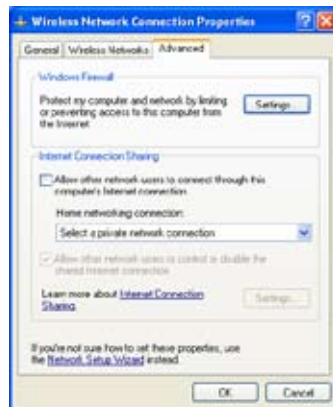 Wireless Network Connection Properties
General Wireless Networks Advanced
Windows Firewall
Protect my computer and network by limiting
or preventing access to this computer from
the Internet
Settings...
Internet Connection Sharing
Allow other network users to connect through this
computer's Internet connection
Home networking connection:
Select a private network connection
Allow other network users to control or disable the
shared Internet connection
Learn more about Internet Connection
Sharing.
Settings...
If you're not sure how to set these properties, use
the Network Setup Wizard instead.
OK Cancel